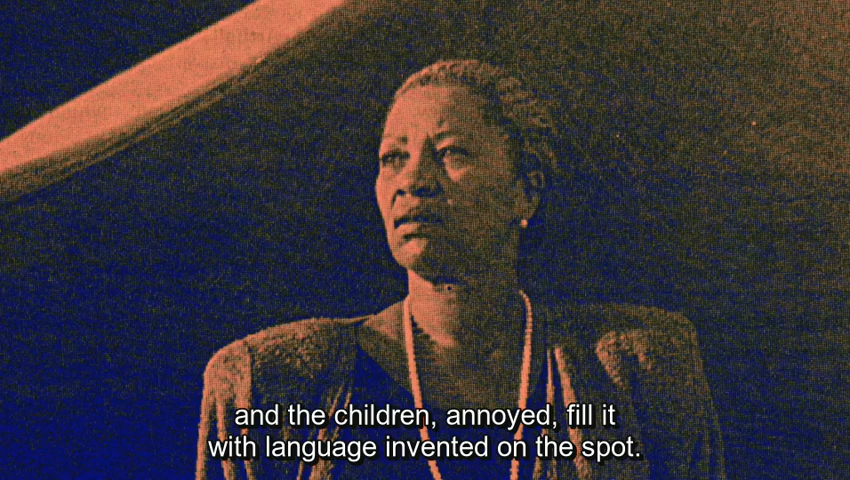 and the children, annoyed, fill it
with language invented on the spot.